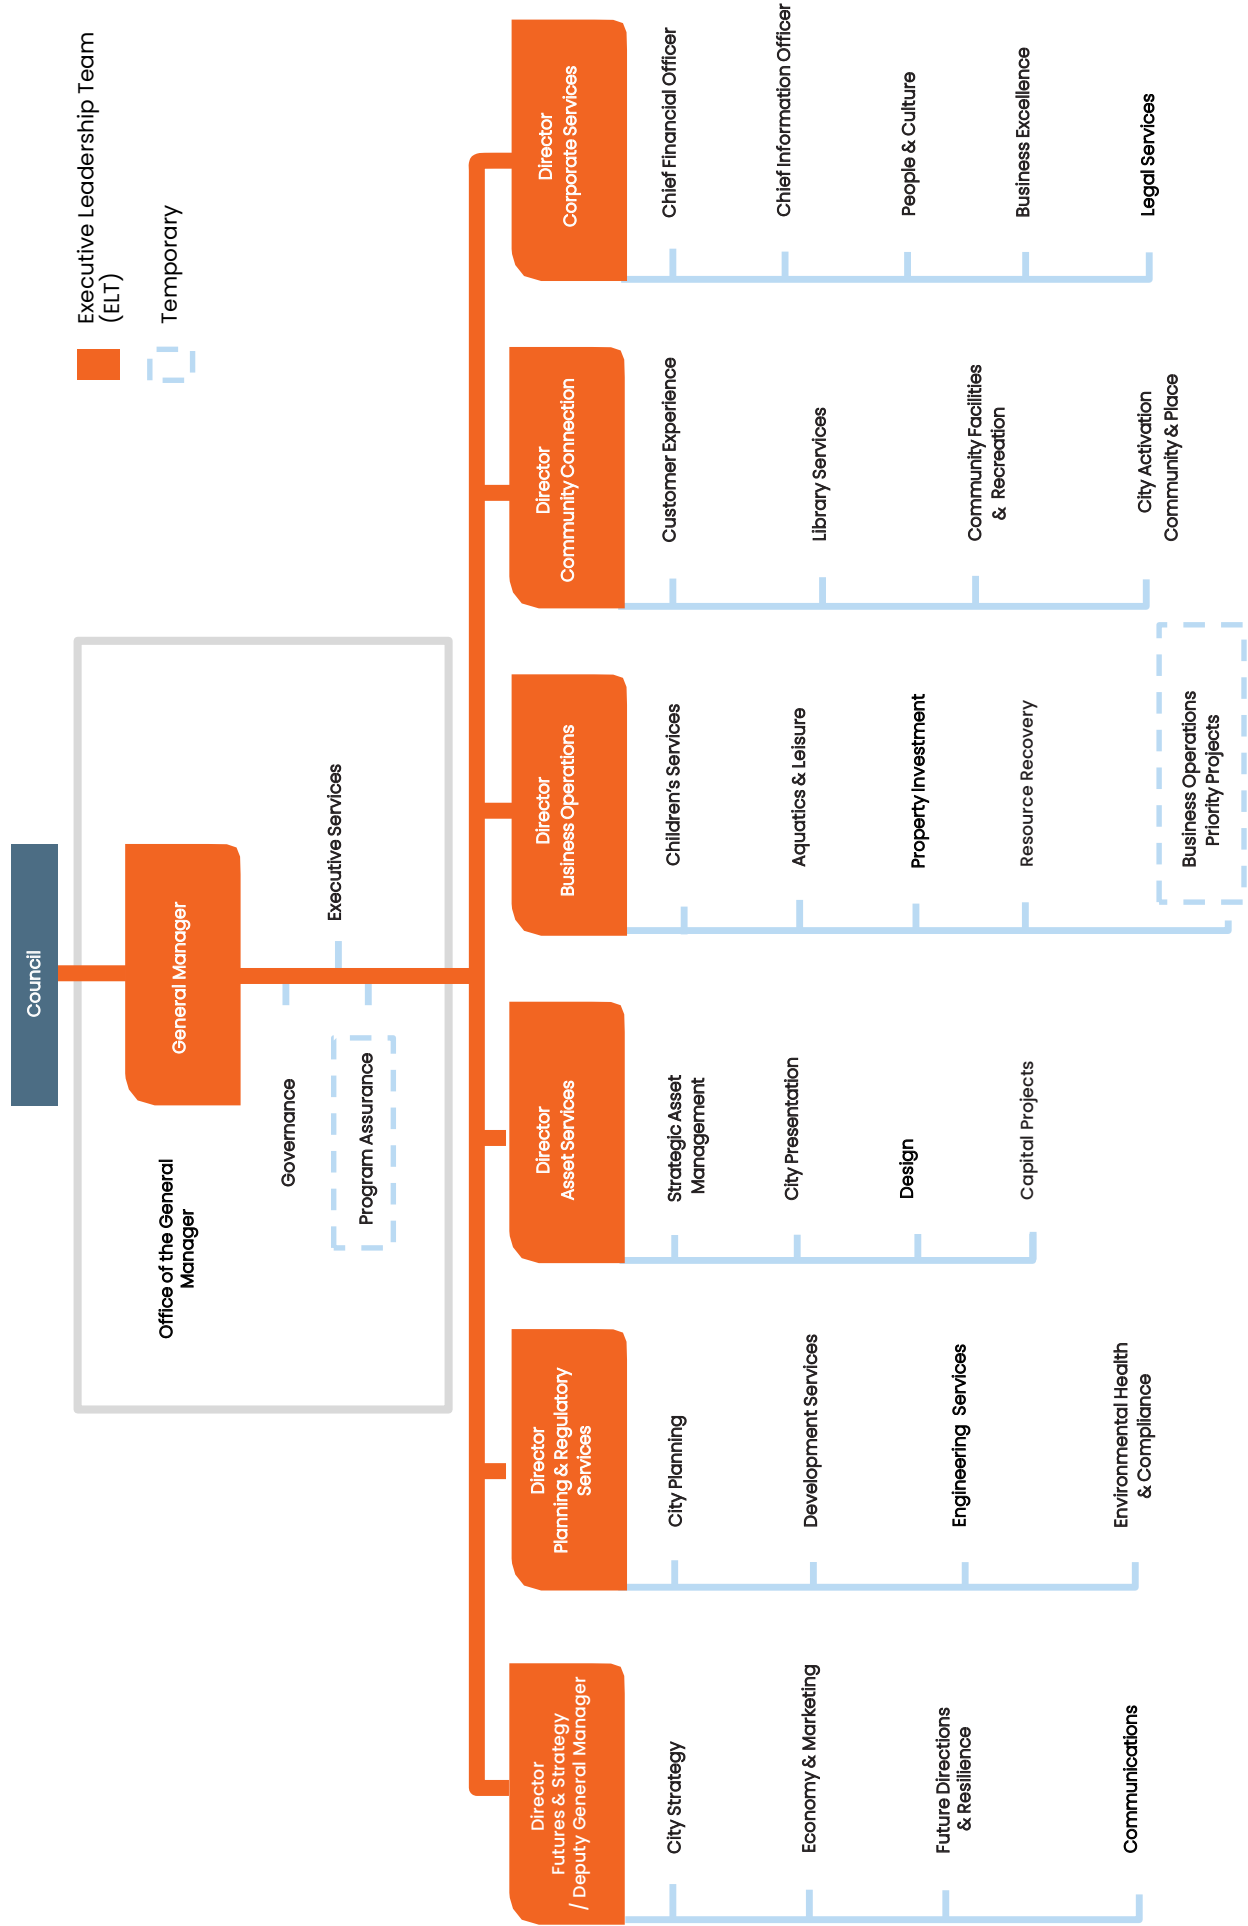 Council
General Manager
Office of the General
Manager
Governance
Executive Services
Program Assurance
Executive Leadership Team
(ELT)
Temporary
Director
Futures & Strategy
/ Deputy General Manager
City Strategy
Economy & Marketing
Future Directions
& Resilience
Communications
Director
Planning & Regulatory
Services
City Planning
Development Services
Engineering Services
Environmental Health
& Compliance
Director
Asset Services
Strategic Asset
Management
City Presentation
Design
Capital Projects
Director
Business Operations
Children's Services
Aquatics & Leisure
Property Investment
Resource Recovery
Business Operations
Priority Projects
Director
Community Connection
Customer Experience
Library Services
Community Facilities
& Recreation
City Activation
Community & Place
Director
Corporate Services
Chief Financial Officer
Chief Information Officer
People & Culture
Business Excellence
Legal Services